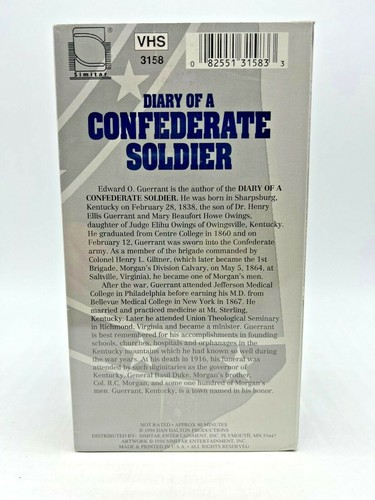 Simitar
VHS
3158
0 82551 31583 3
DIARY OF A
CONFEDERATE
SOLDIER
Edward O. Guerrant is the author of the DIARY OF A
CONFEDERATE SOLDIER. He was born in Sharpsburg,
Kentucky on February 28, 1838, the son of Dr. Henry
Ellis Guerrant and Mary Beaufort Howe Owings,
daughter of Judge Elihu Owings of Owingsville, Kentucky.
He graduated from Centre College in 1860 and on
February 12, Guerrant was sworn into the Confederate
army. As a member of the brigade commanded by
Colonel Henry L. Giltner, (which later became the 1st
Brigade, Morgan's Division Calvary, on May 5, 1864, at
Saltville, Virginia), he became one of Morgan's men.
After the war, Guerrant attended Jefferson Medical
College in Philadelphia before earning his M.D. from
Bellevue Medical College in New York in 1867. He
married and practiced medicine at Mt. Sterling,
Kentucky. Later he attended Union Theological Seminary
in Richmond, Virginia and became a minister. Guerrant
is best remembered for his accomplishments in founding
schools, churches, hospitals and orphanages in the
Kentucky mountains which he had known so well during
the war years. At his death in 1916, his funeral was
attended by such digniitaries as the governor of
Kentucky, General Basil Duke, Morgan's brother,
Col. R.C. Morgan, and some one hundred of Morgan's
men. Guerrant, Kentucky, is a town named in his honor.
NOT RATED • APPROX. 80 MINUTES
© 1994 DAN DALTON PRODUCTIONS
DISTRIBUTED BY: SIMITAR ENTERTAINMENT, INC. PLYMOUTH, MN 55447
ARTWORK © 1995 SIMITAR ENTERTAINMENT, INC.
MADE & PRINTED IN U.S.A. • ALL RIGHTS RESERVED